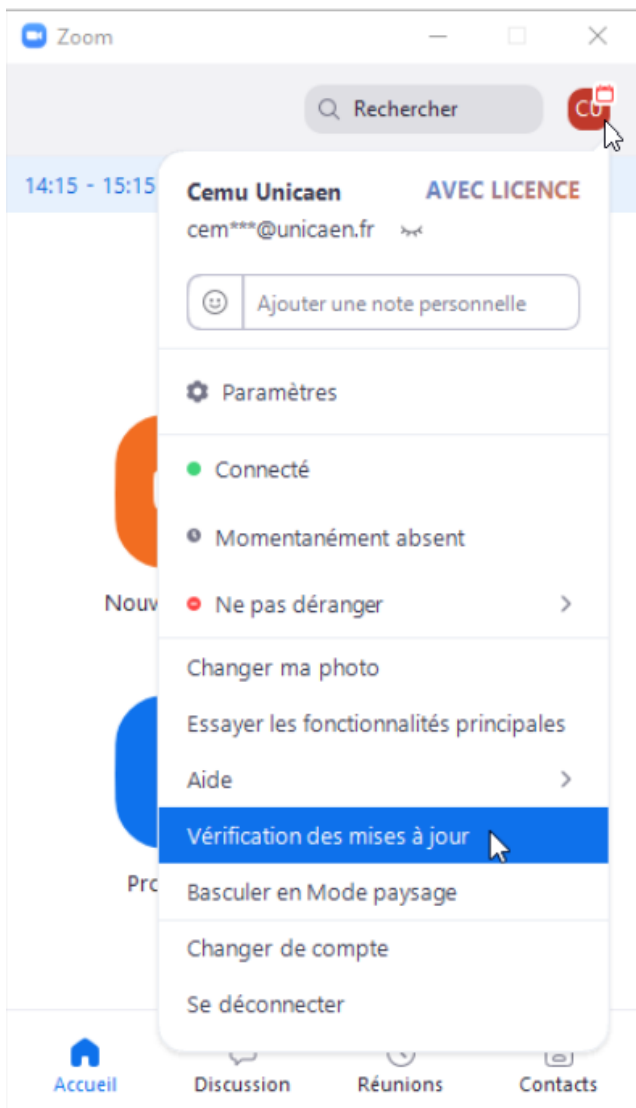 Zoom
Rechercher
CU
14:15 - 15:15
Cemu Unicaen
AVEC LICENCE
cem***@unicaen.fr
Ajouter une note personnelle
Paramètres
Connecté
Momentanément absent
Nouv
Ne pas déranger
Changer ma photo
Essayer les fonctionnalités principales
Aide
Vérification des mises à jour
Pro
Basculer en Mode paysage
Changer de compte
Se déconnecter
Accueil
Discussion
Réunions
Contacts